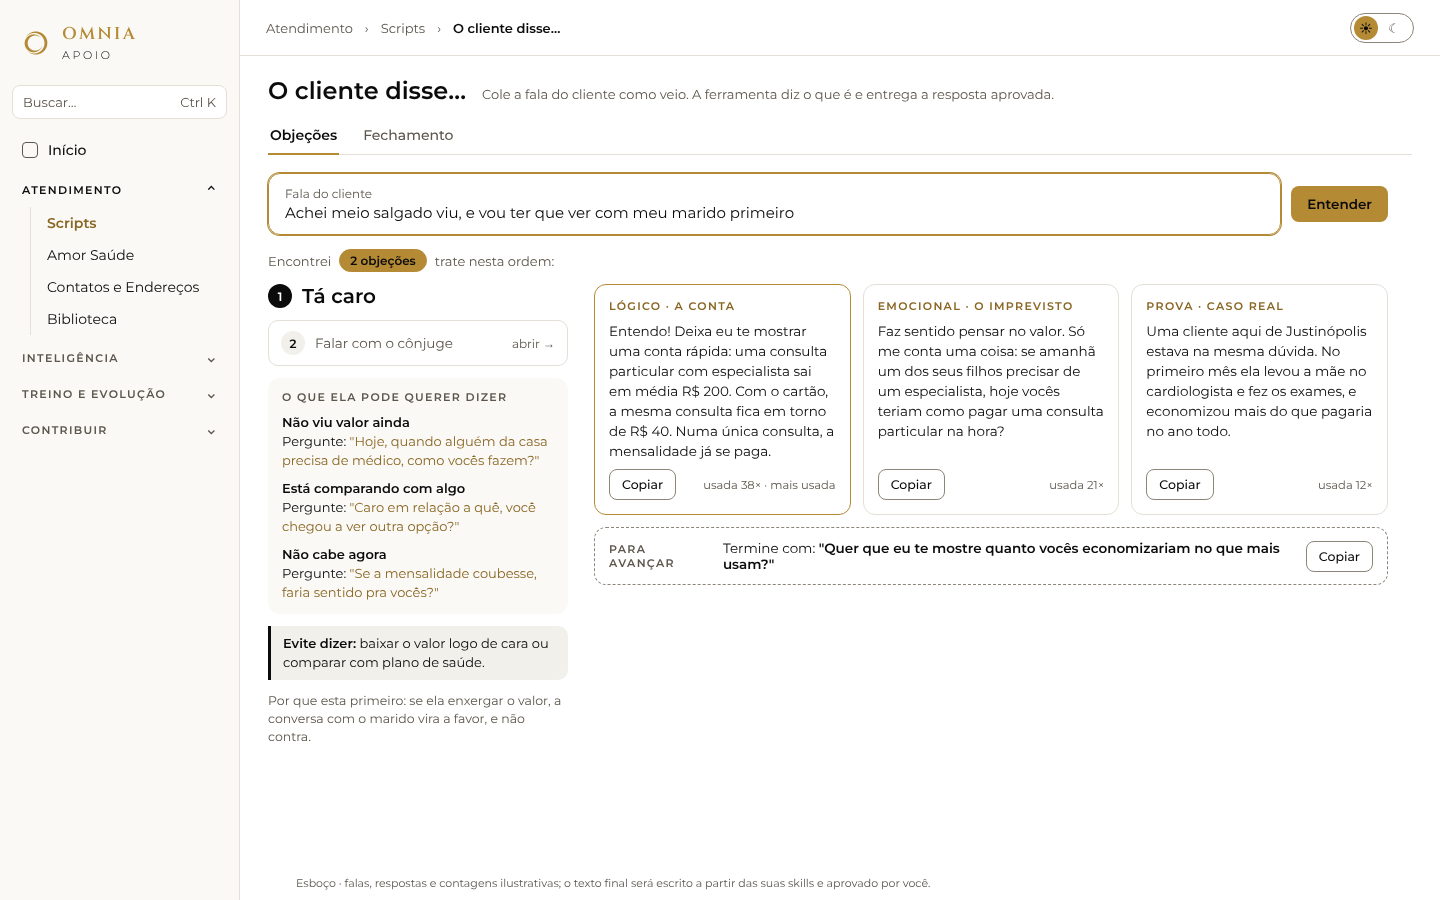 OMNIA
APOIO
Buscar... Ctrl K
Início
ATENDIMENTO
Scripts
Amor Saúde
Contatos e Endereços
Biblioteca
INTELIGÊNCIA
TREINO E EVOLUÇÃO
CONTRIBUIR
Atendimento › Scripts › O cliente disse...
O cliente disse... Cole a fala do cliente como veio. A ferramenta diz o que é e entrega a resposta aprovada.
Objeções Fechamento
Fala do cliente
Achei meio salgado viu, e vou ter que ver com meu marido primeiro
Entender
Encontrei 2 objeções trate nesta ordem:
1 Tá caro
2 Falar com o cônjuge abrir →
O QUE ELA PODE QUERER DIZER
Não viu valor ainda
Pergunte: "Hoje, quando alguém da casa
precisa de médico, como vocês fazem?"
Está comparando com algo
Pergunte: "Caro em relação a quê, você
chegou a ver outra opção?"
Não cabe agora
Pergunte: "Se a mensalidade coubesse,
faria sentido pra vocês?"
Evite dizer: baixar o valor logo de cara ou
comparar com plano de saúde.
Por que esta primeiro: se ela enxergar o valor, a
conversa com o marido vira a favor, e não
contra.
LÓGICO · A CONTA
Entendo! Deixa eu te mostrar
uma conta rápida: uma consulta
particular com especialista sai
em média R$ 200. Com o cartão,
a mesma consulta fica em torno
de R$ 40. Numa única consulta, a
mensalidade já se paga.
Copiar usada 38× · mais usada
EMOCIONAL · O IMPREVISTO
Faz sentido pensar no valor. Só
me conta uma coisa: se amanhã
um dos seus filhos precisar de
um especialista, hoje vocês
teriam como pagar uma consulta
particular na hora?
Copiar usada 21×
PROVA · CASO REAL
Uma cliente aqui de Justinópolis
estava na mesma dúvida. No
primeiro mês ela levou a mãe no
cardiologista e fez os exames, e
economizou mais do que pagaria
no ano todo.
Copiar usada 12×
PARA
AVANÇAR
Termine com: "Quer que eu te mostre quanto vocês economizariam no que mais
usam?"
Copiar
Esboço · falas, respostas e contagens ilustrativas; o texto final será escrito a partir das suas skills e aprovado por você.